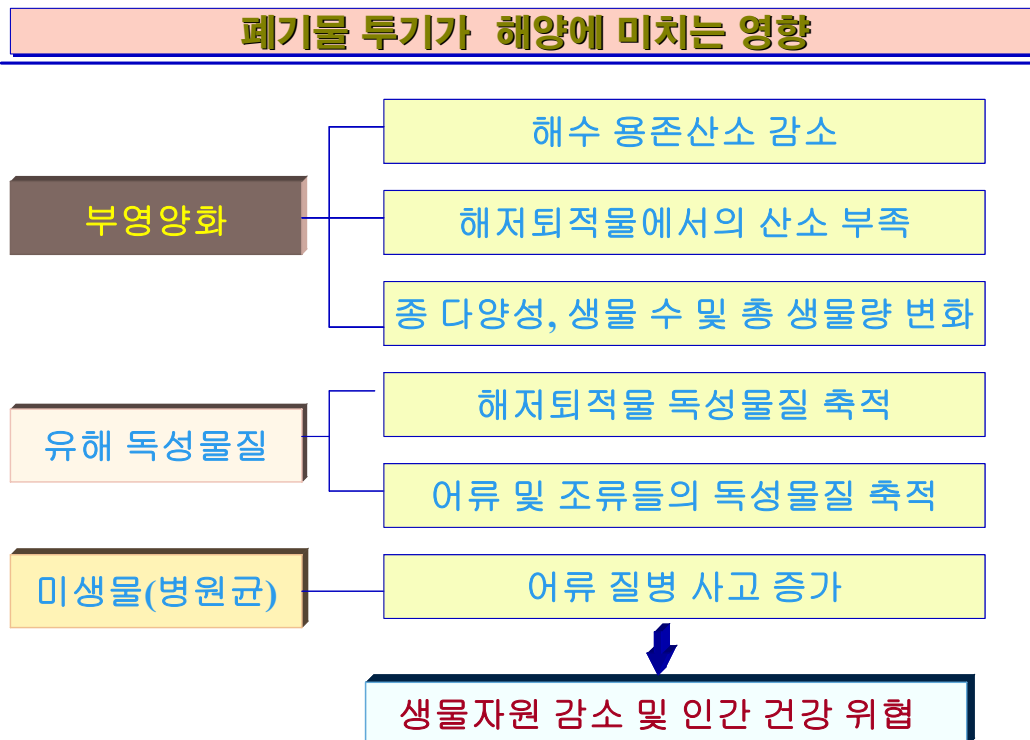 폐기물 투기가 해양에 미치는 영향
부영양화
해수 용존산소 감소
해저퇴적물에서의 산소 부족
종 다양성, 생물 수 및 총 생물량 변화
유해 독성물질
해저퇴적물 독성물질 축적
어류 및 조류들의 독성물질 축적
미생물(병원균)
어류 질병 사고 증가
생물자원 감소 및 인간 건강 위협